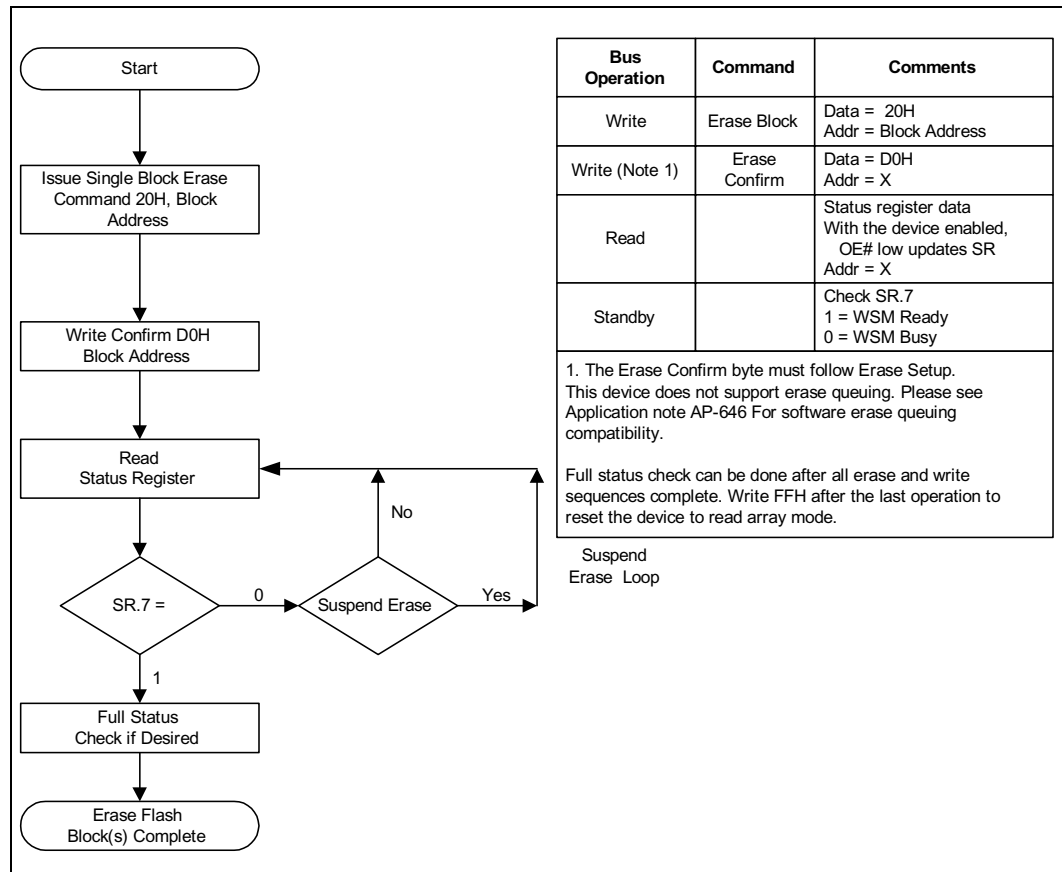 Start
Issue Single Block Erase
Command 20H, Block
Address
Write Confirm D0H
Block Address
Read
Status Register
No
SR.7 =
0
Suspend Erase
Yes
1
Full Status
Check if Desired
Erase Flash
Block(s) Complete
Bus
Operation
Command
Comments
Write
Erase Block
Data = 20H
Addr = Block Address
Write (Note 1)
Erase
Confirm
Data = D0H
Addr = X
Read
Status register data
With the device enabled,
OE# low updates SR
Addr = X
Standby
Check SR.7
1 = WSM Ready
0 = WSM Busy
1. The Erase Confirm byte must follow Erase Setup.
This device does not support erase queuing. Please see
Application note AP-646 For software erase queuing
compatibility.
Full status check can be done after all erase and write
sequences complete. Write FFH after the last operation to
reset the device to read array mode.
Suspend
Erase Loop